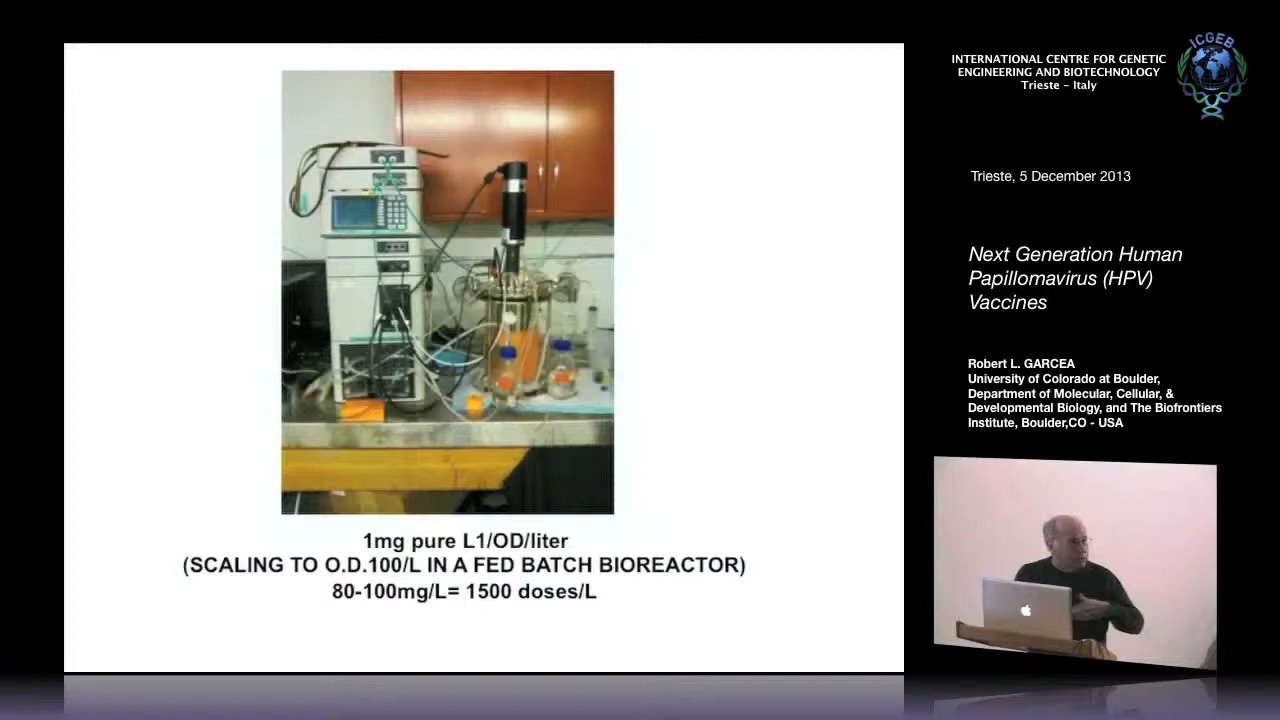 1mg pure L1/OD/liter
(SCALING TO O.D.100/L IN A FED BATCH BIOREACTOR)
80-100mg/L= 1500 doses/L
INTERNATIONAL CENTRE FOR GENETIC
ENGINEERING AND BIOTECHNOLOGY
Trieste - Italy
ICGEB
Trieste, 5 December 2013
Next Generation Human
Papillomavirus (HPV)
Vaccines
Robert L. GARCEA
University of Colorado at Boulder,
Department of Molecular, Cellular, &
Developmental Biology, and The Biofrontiers
Institute, Boulder,CO - USA